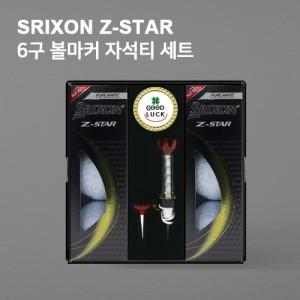 SRIXON Z-STAR
6구 볼마커 자석티 세트
PURE WHITE
SRIXON
Z-STAR
GOOD
LUCK
PURE WHITE
SRIXON
Z-STAR